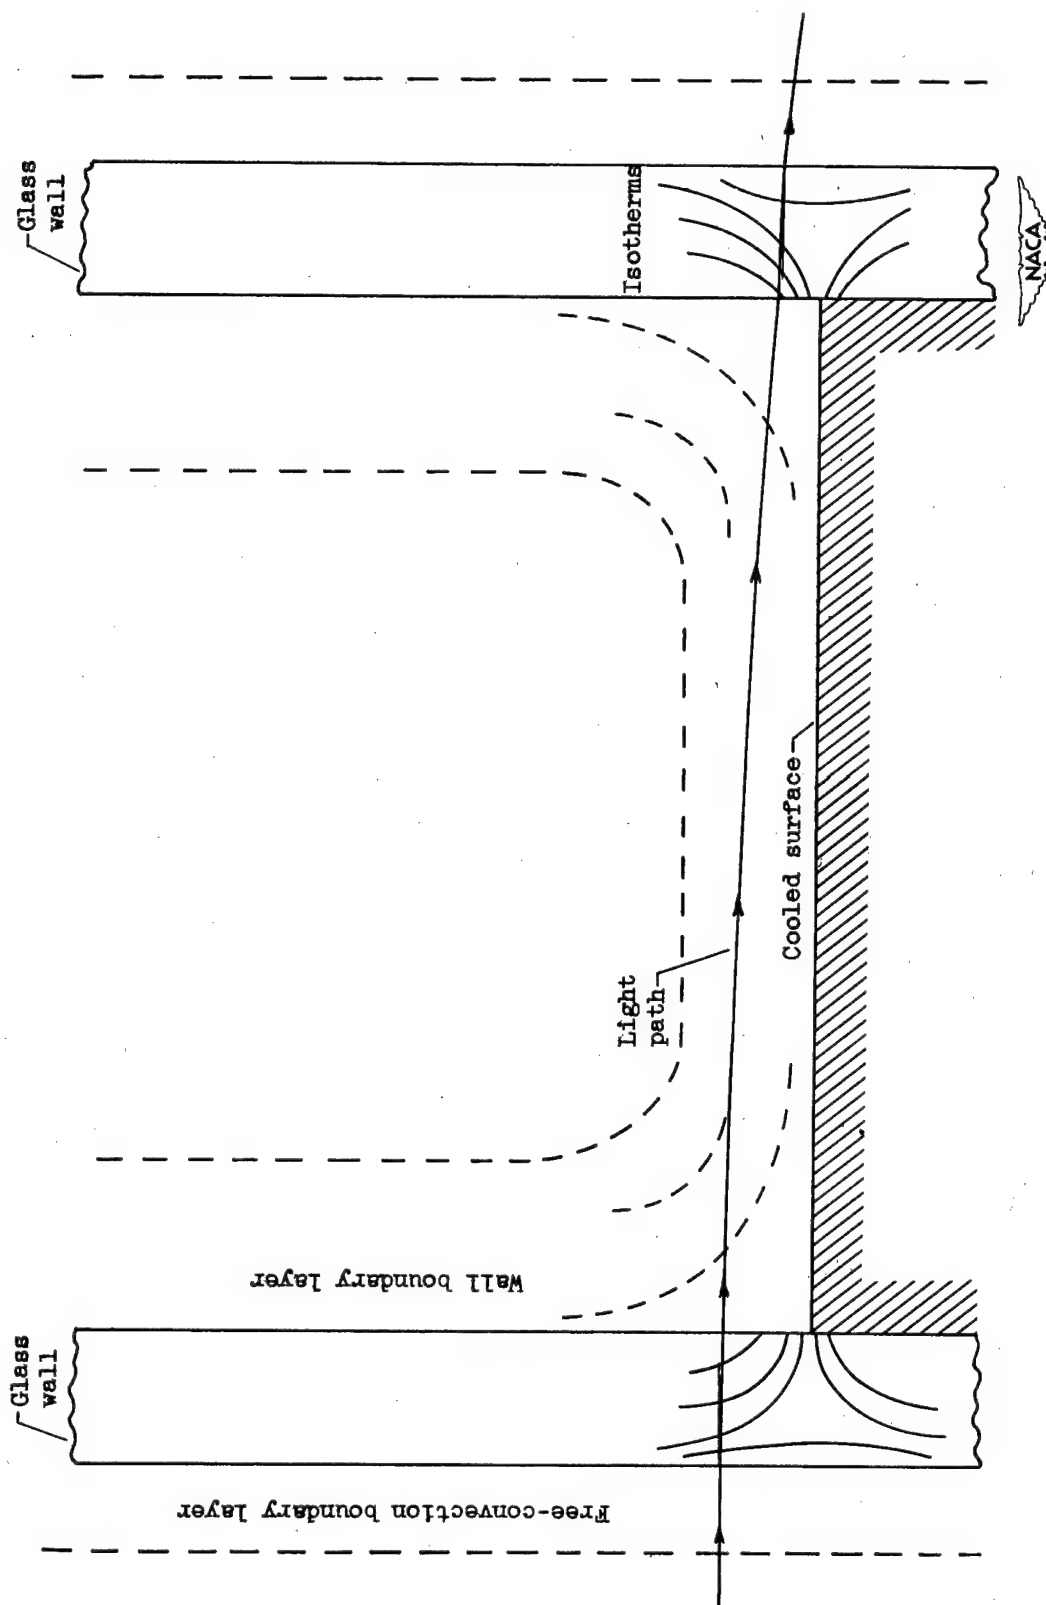 Glass
wall
Glass
wall
Isotherms
Wall boundary layer
Free-convection boundary layer
Light
path
Cooled surface
NACA